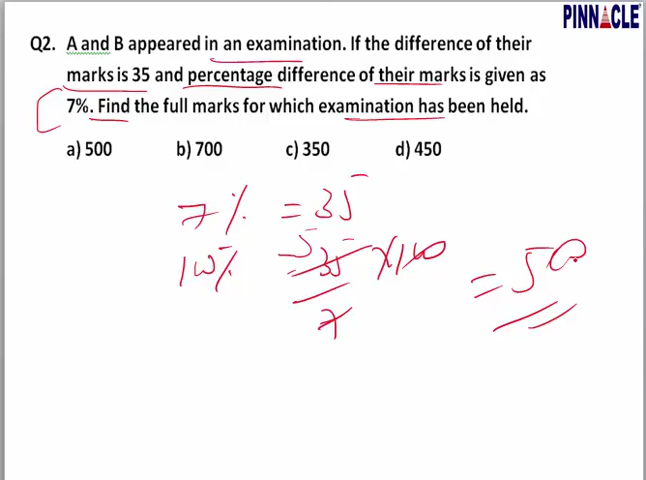 PINNACLE
Q2. A and B appeared in an examination. If the difference of their
marks is 35 and percentage difference of their marks is given as
7%. Find the full marks for which examination has been held.
a) 500 b) 700 c) 350 d) 450
7% = 35
100% = 35 x 100 = 500
5
7